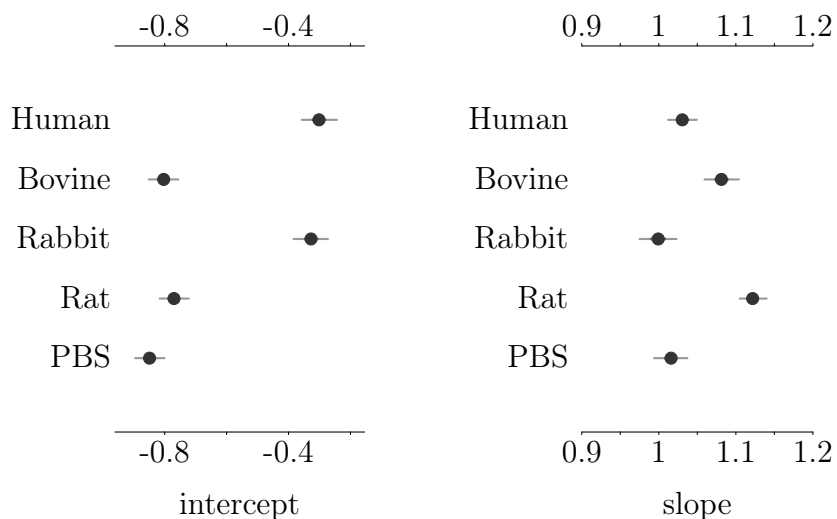 -0.8 -0.4
Human
Bovine
Rabbit
Rat
PBS
-0.8 -0.4
intercept
0.9 1 1.1 1.2
Human
Bovine
Rabbit
Rat
PBS
0.9 1 1.1 1.2
slope